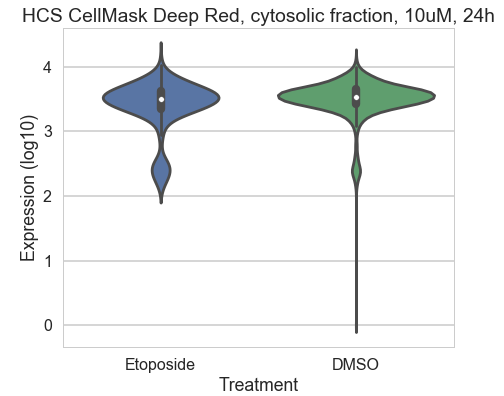 HCS CellMask Deep Red, cytosolic fraction, 10uM, 24h
Expression (log10)
4
3
2
1
0
Etoposide DMSO
Treatment